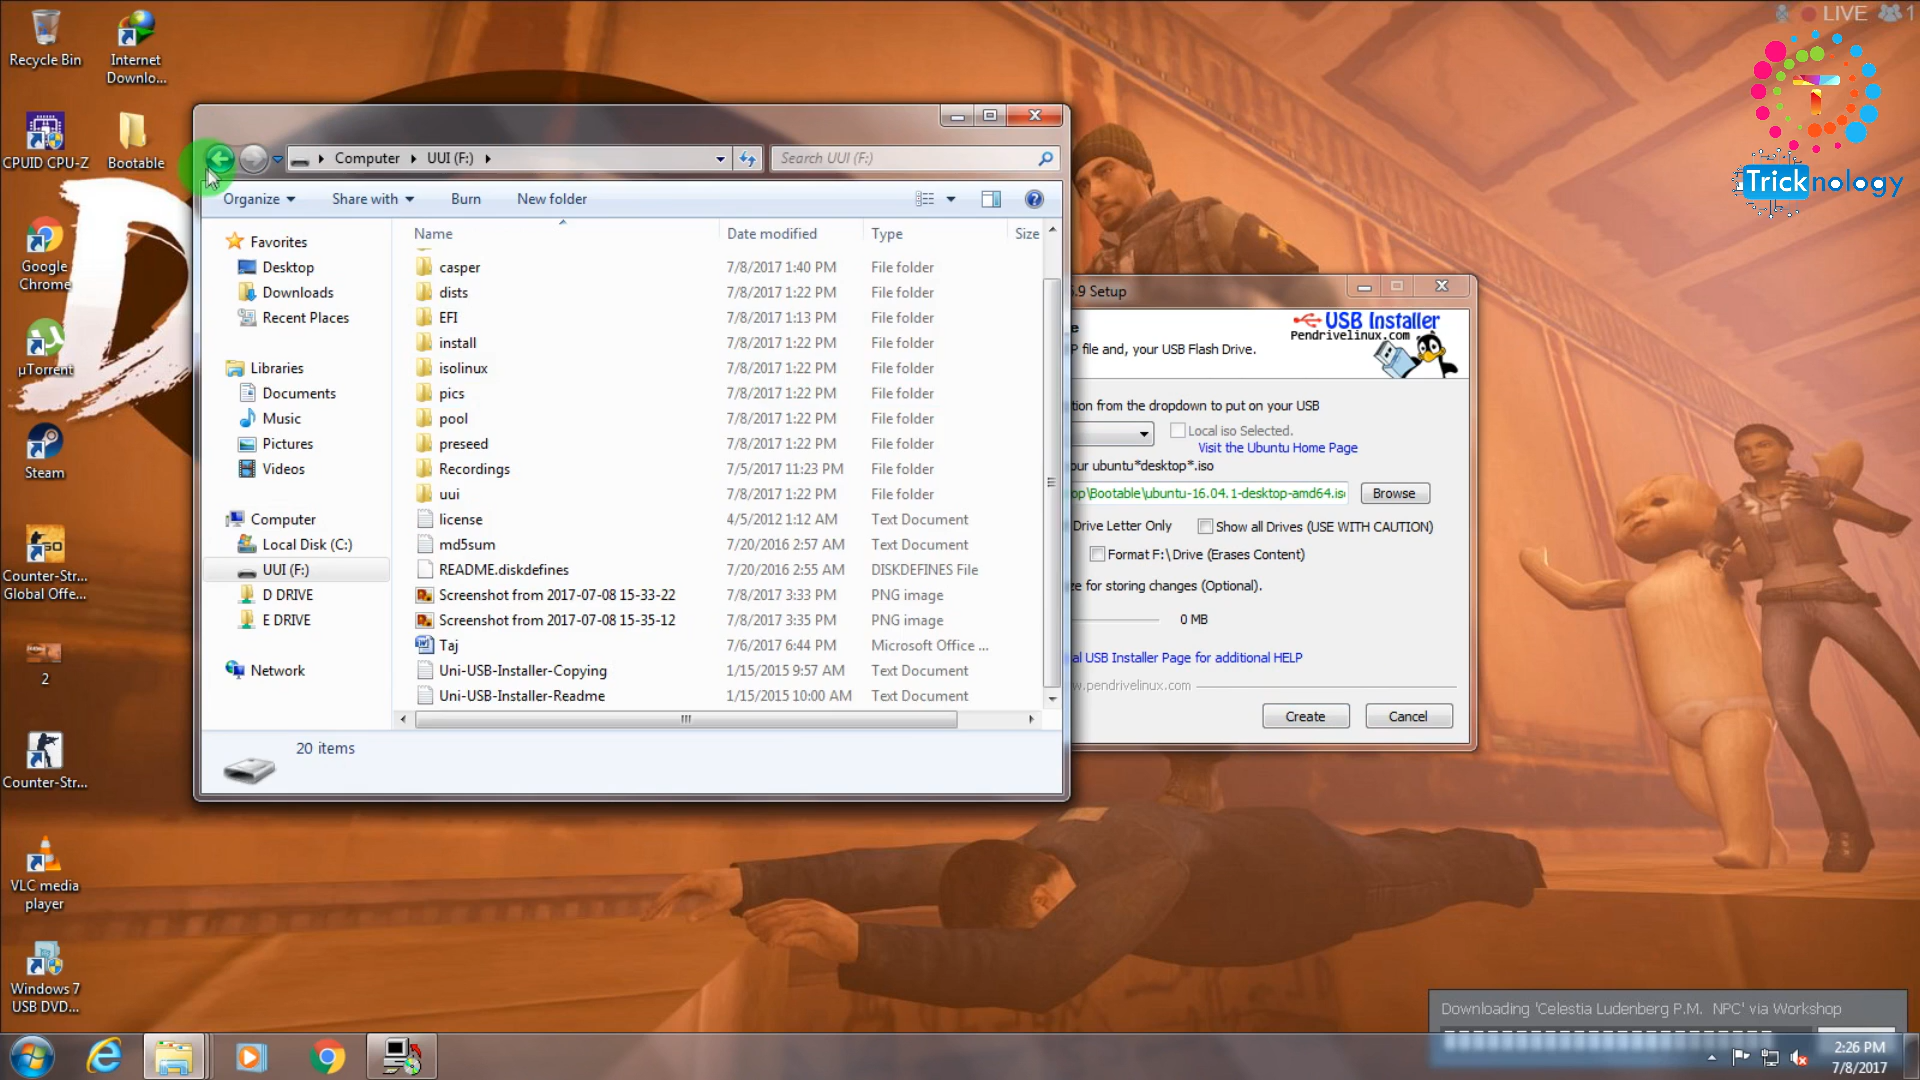 LIVE 1
Tricknology
Recycle Bin
Internet
Downlo...
CPUID CPU-Z
Bootable
Google
Chrome
µTorrent
Steam
Counter-Str...
Global Offe...
2
Counter-Str...
VLC media
player
Windows 7
USB DVD...
Computer UUI (F:)
Search UUI (F:)
Organize Share with Burn New folder
Favorites
Desktop
Downloads
Recent Places
Libraries
Documents
Music
Pictures
Videos
Computer
Local Disk (C:)
UUI (F:)
D DRIVE
E DRIVE
Network
Name Date modified Type Size
casper 7/8/2017 1:40 PM File folder
dists 7/8/2017 1:22 PM File folder
EFI 7/8/2017 1:13 PM File folder
install 7/8/2017 1:22 PM File folder
isolinux 7/8/2017 1:22 PM File folder
pics 7/8/2017 1:22 PM File folder
pool 7/8/2017 1:22 PM File folder
preseed 7/8/2017 1:22 PM File folder
Recordings 7/5/2017 11:23 PM File folder
uui 7/8/2017 1:22 PM File folder
license 4/5/2012 1:12 AM Text Document
md5sum 7/20/2016 2:57 AM Text Document
README.diskdefines 7/20/2016 2:55 AM DISKDEFINES File
Screenshot from 2017-07-08 15-33-22 7/8/2017 3:33 PM PNG image
Screenshot from 2017-07-08 15-35-12 7/8/2017 3:35 PM PNG image
Taj 7/6/2017 6:44 PM Microsoft Office ...
Uni-USB-Installer-Copying 1/15/2015 9:57 AM Text Document
Uni-USB-Installer-Readme 1/15/2015 10:00 AM Text Document
20 items
.9 Setup
USB Installer
Pendrivelinux.com
P file and, your USB Flash Drive.
tion from the dropdown to put on your USB
Local iso Selected.
Visit the Ubuntu Home Page
our ubuntu*desktop*.iso
op\Bootable\ubuntu-16.04.1-desktop-amd64.iso
Browse
Drive Letter Only Show all Drives (USE WITH CAUTION)
Format F:\ Drive (Erases Content)
ze for storing changes (Optional).
0 MB
al USB Installer Page for additional HELP
w.pendrivelinux.com
Create Cancel
Downloading 'Celestia Ludenberg P.M. NPC' via Workshop
2:26 PM
7/8/2017